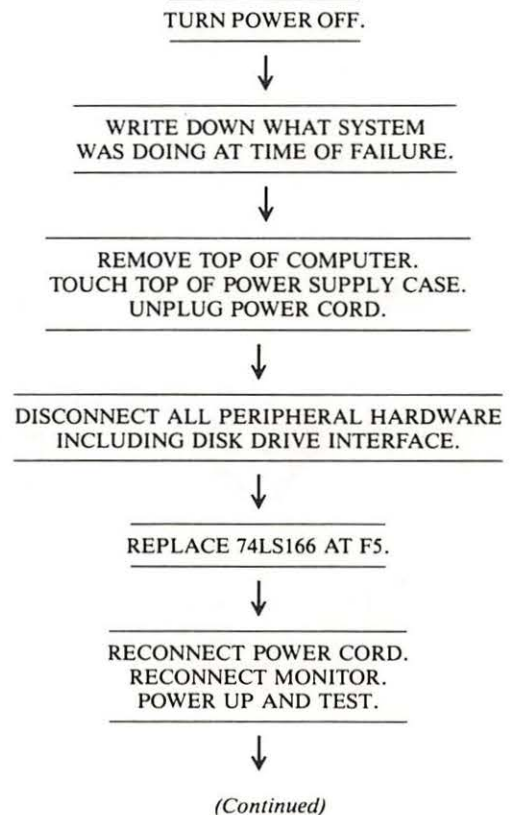 TURN POWER OFF.
WRITE DOWN WHAT SYSTEM
WAS DOING AT TIME OF FAILURE.
REMOVE TOP OF COMPUTER.
TOUCH TOP OF POWER SUPPLY CASE.
UNPLUG POWER CORD.
DISCONNECT ALL PERIPHERAL HARDWARE
INCLUDING DISK DRIVE INTERFACE.
REPLACE 74LS166 AT F5.
RECONNECT POWER CORD.
RECONNECT MONITOR.
POWER UP AND TEST.
(Continued)